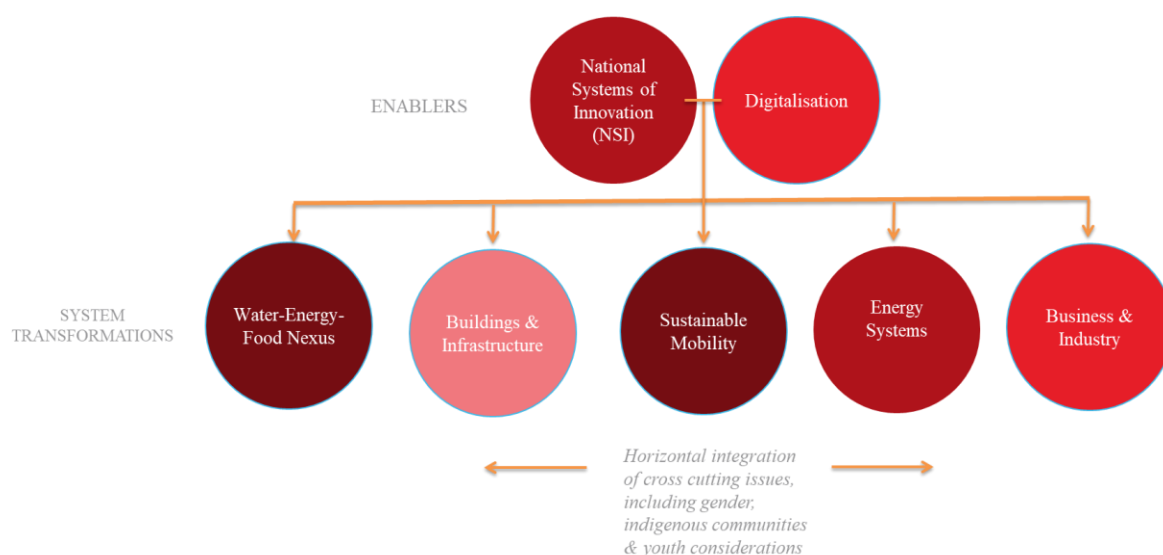 ENABLERS
National
Systems of
Innovation
(NSI)
Digitalisation
SYSTEM
TRANSFORMATIONS
Water-Energy-
Food Nexus
Buildings &
Infrastructure
Sustainable
Mobility
Energy
Systems
Business &
Industry
Horizontal integration
of cross cutting issues,
including gender,
indigenous communities
& youth considerations